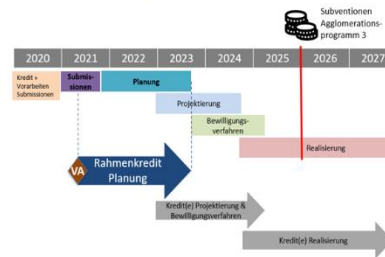 Subventionen
Agglomerations-
programm 3
2020
2021
2022
2023
2024
2025
2026
2027
Kredit +
Vorarbeiten
Submissionen
Submis-
sionen
Planung
Projektierung
Bewilligungs-
verfahren
Realisierung
VA
Rahmenkredit
Planung
Kredit(e) Projektierung &
Bewilligungsverfahren
Kredit(e) Realisierung